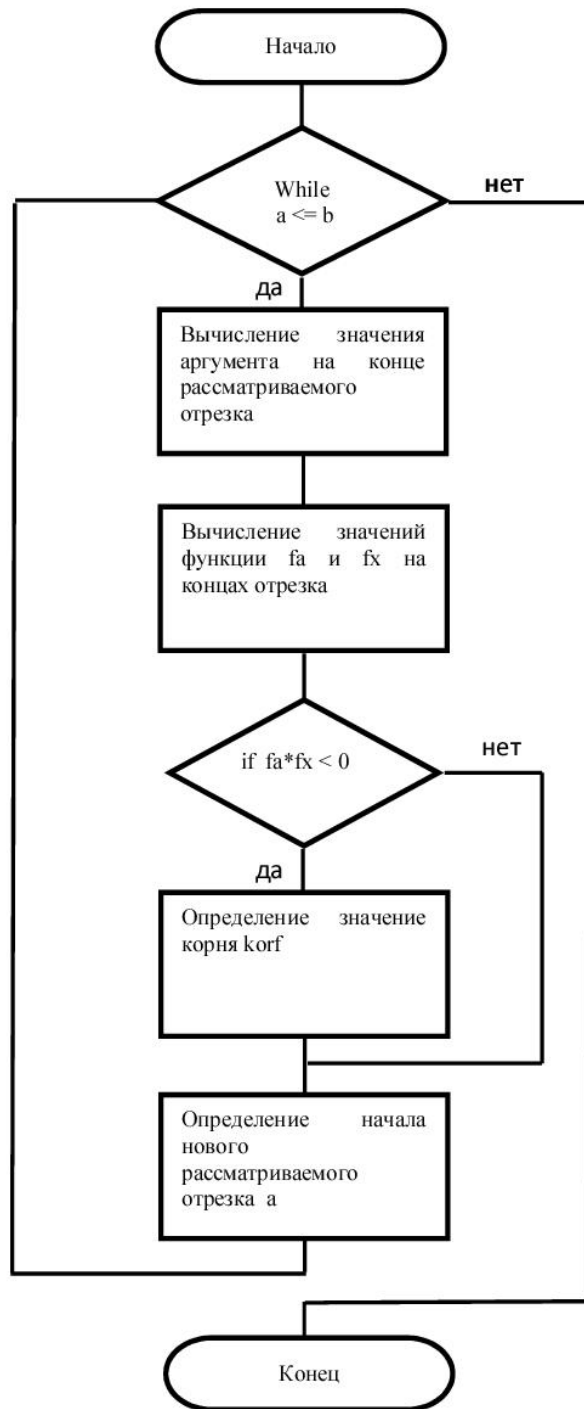 Начало
While
a <= b
нет
да
Вычисление значения
аргумента на конце
рассматриваемого
отрезка
Вычисление значений
функции fa и fx на
концах отрезка
if fa*fx < 0
нет
да
Определение значение
корня korf
Определение начала
нового
рассматриваемого
отрезка a
Конец